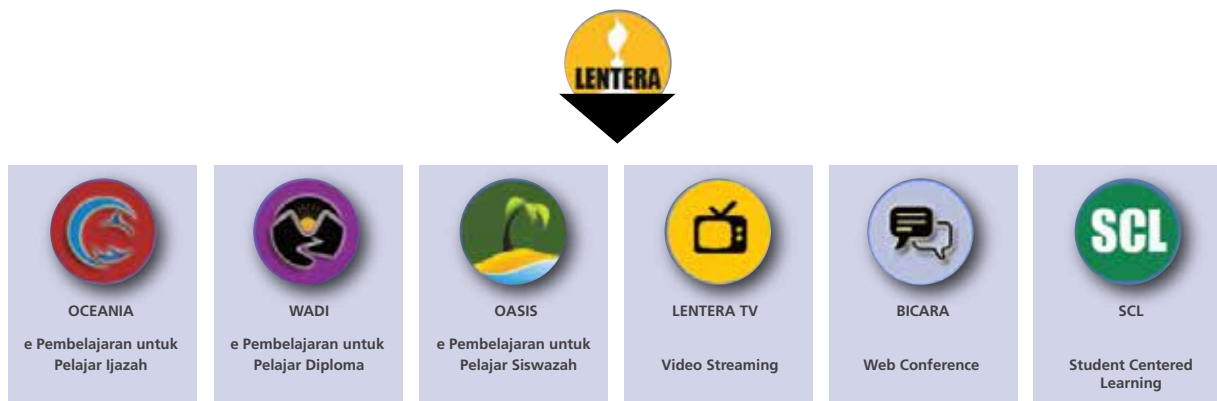 LENTERA
OCEANIA
e Pembelajaran untuk
Pelajar Ijazah
WADI
e Pembelajaran untuk
Pelajar Diploma
OASIS
e Pembelajaran untuk
Pelajar Siswazah
LENTERA TV
Video Streaming
BICARA
Web Conference
SCL
SCL
Student Centered
Learning